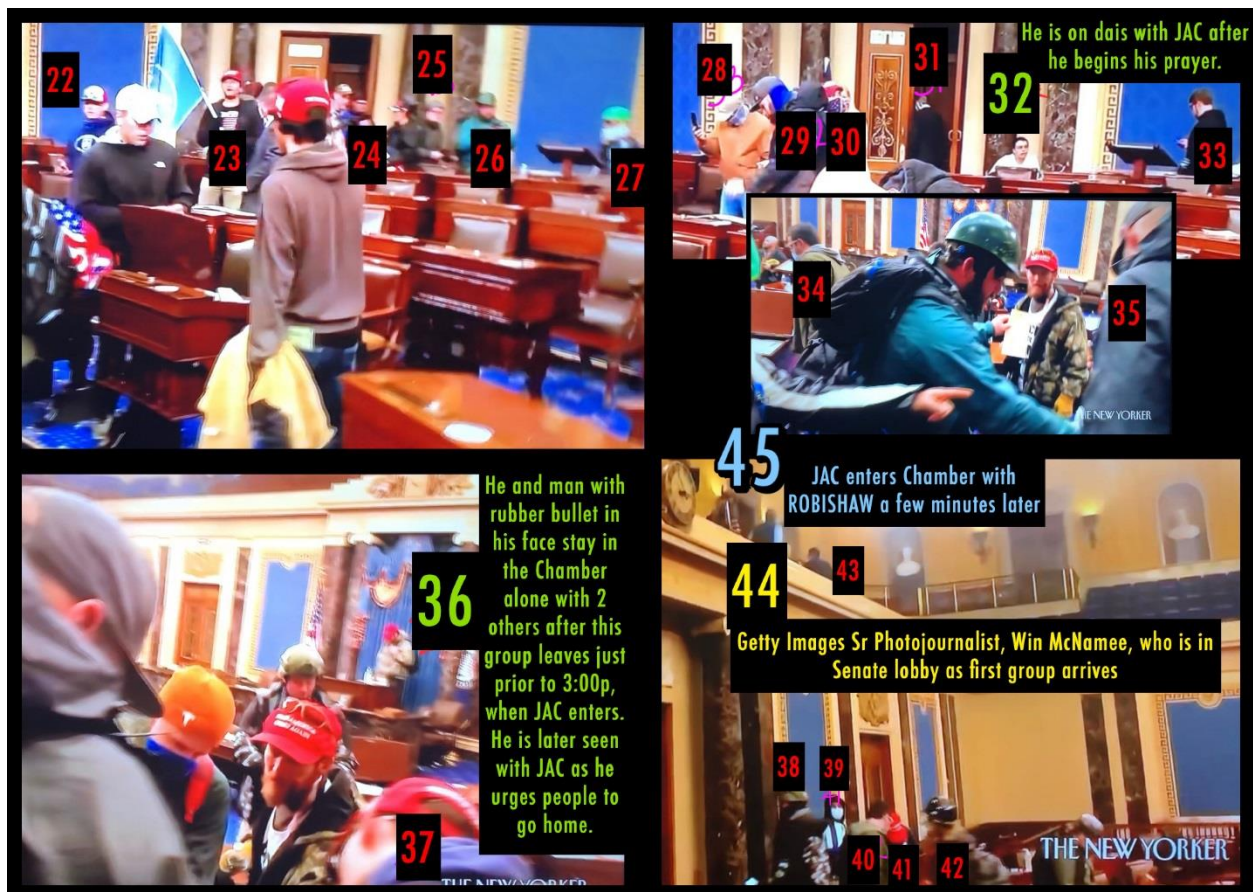 22
23
24
25
26
27
28
29
30
31
32
He is on dais with JAC after
he begins his prayer.
33
34
35
THE NEW YORKER
36
He and man with
rubber bullet in
his face stay in
the Chamber
alone with 2
others after this
group leaves just
prior to 3:00p,
when JAC enters.
He is later seen
with JAC as he
urges people to
go home.
37
THE NEW YORKER
45
JAC enters Chamber with
ROBISHAW a few minutes later
43
44
Getty Images Sr Photojournalist, Win McNamee, who is in
Senate lobby as first group arrives
38
39
40
41
42
THE NEW YORKER